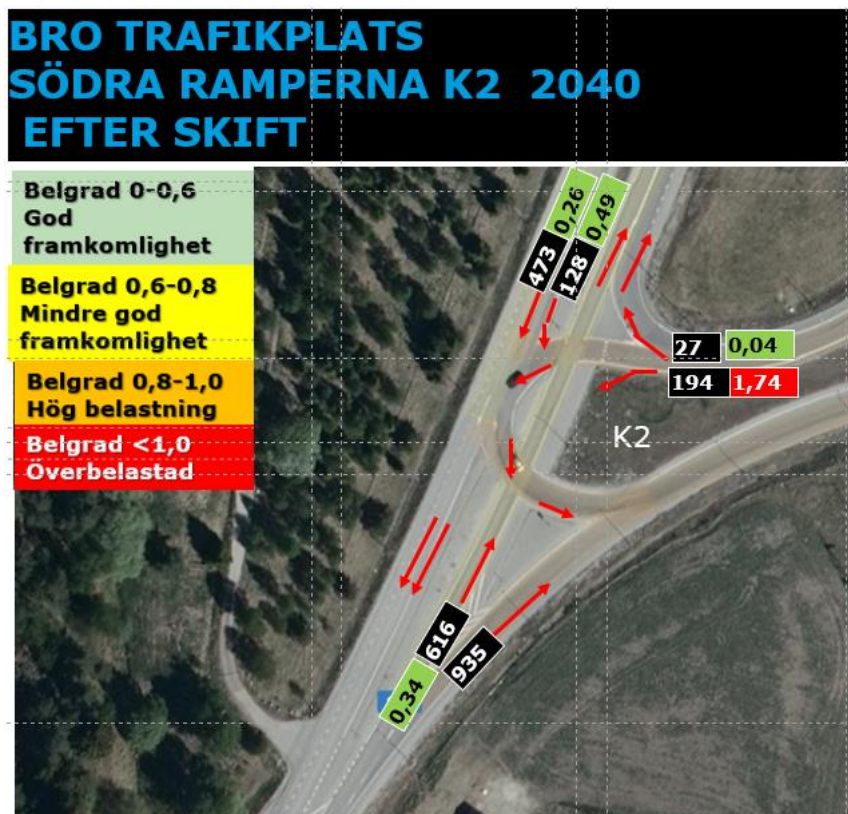 BRO TRAFIKPLATS
SÖDRA RAMPERNA K2 2040
EFTER SKIFT
Belgrad 0-0,6
God
framkomlighet
Belgrad 0,6-0,8
Mindre god
framkomlighet
Belgrad 0,8-1,0
Hög belastning
Belgrad <1,0
Överbelastad
473 0,26
128 0,49
27 0,04
194 1,74
K2
0,34 616
935